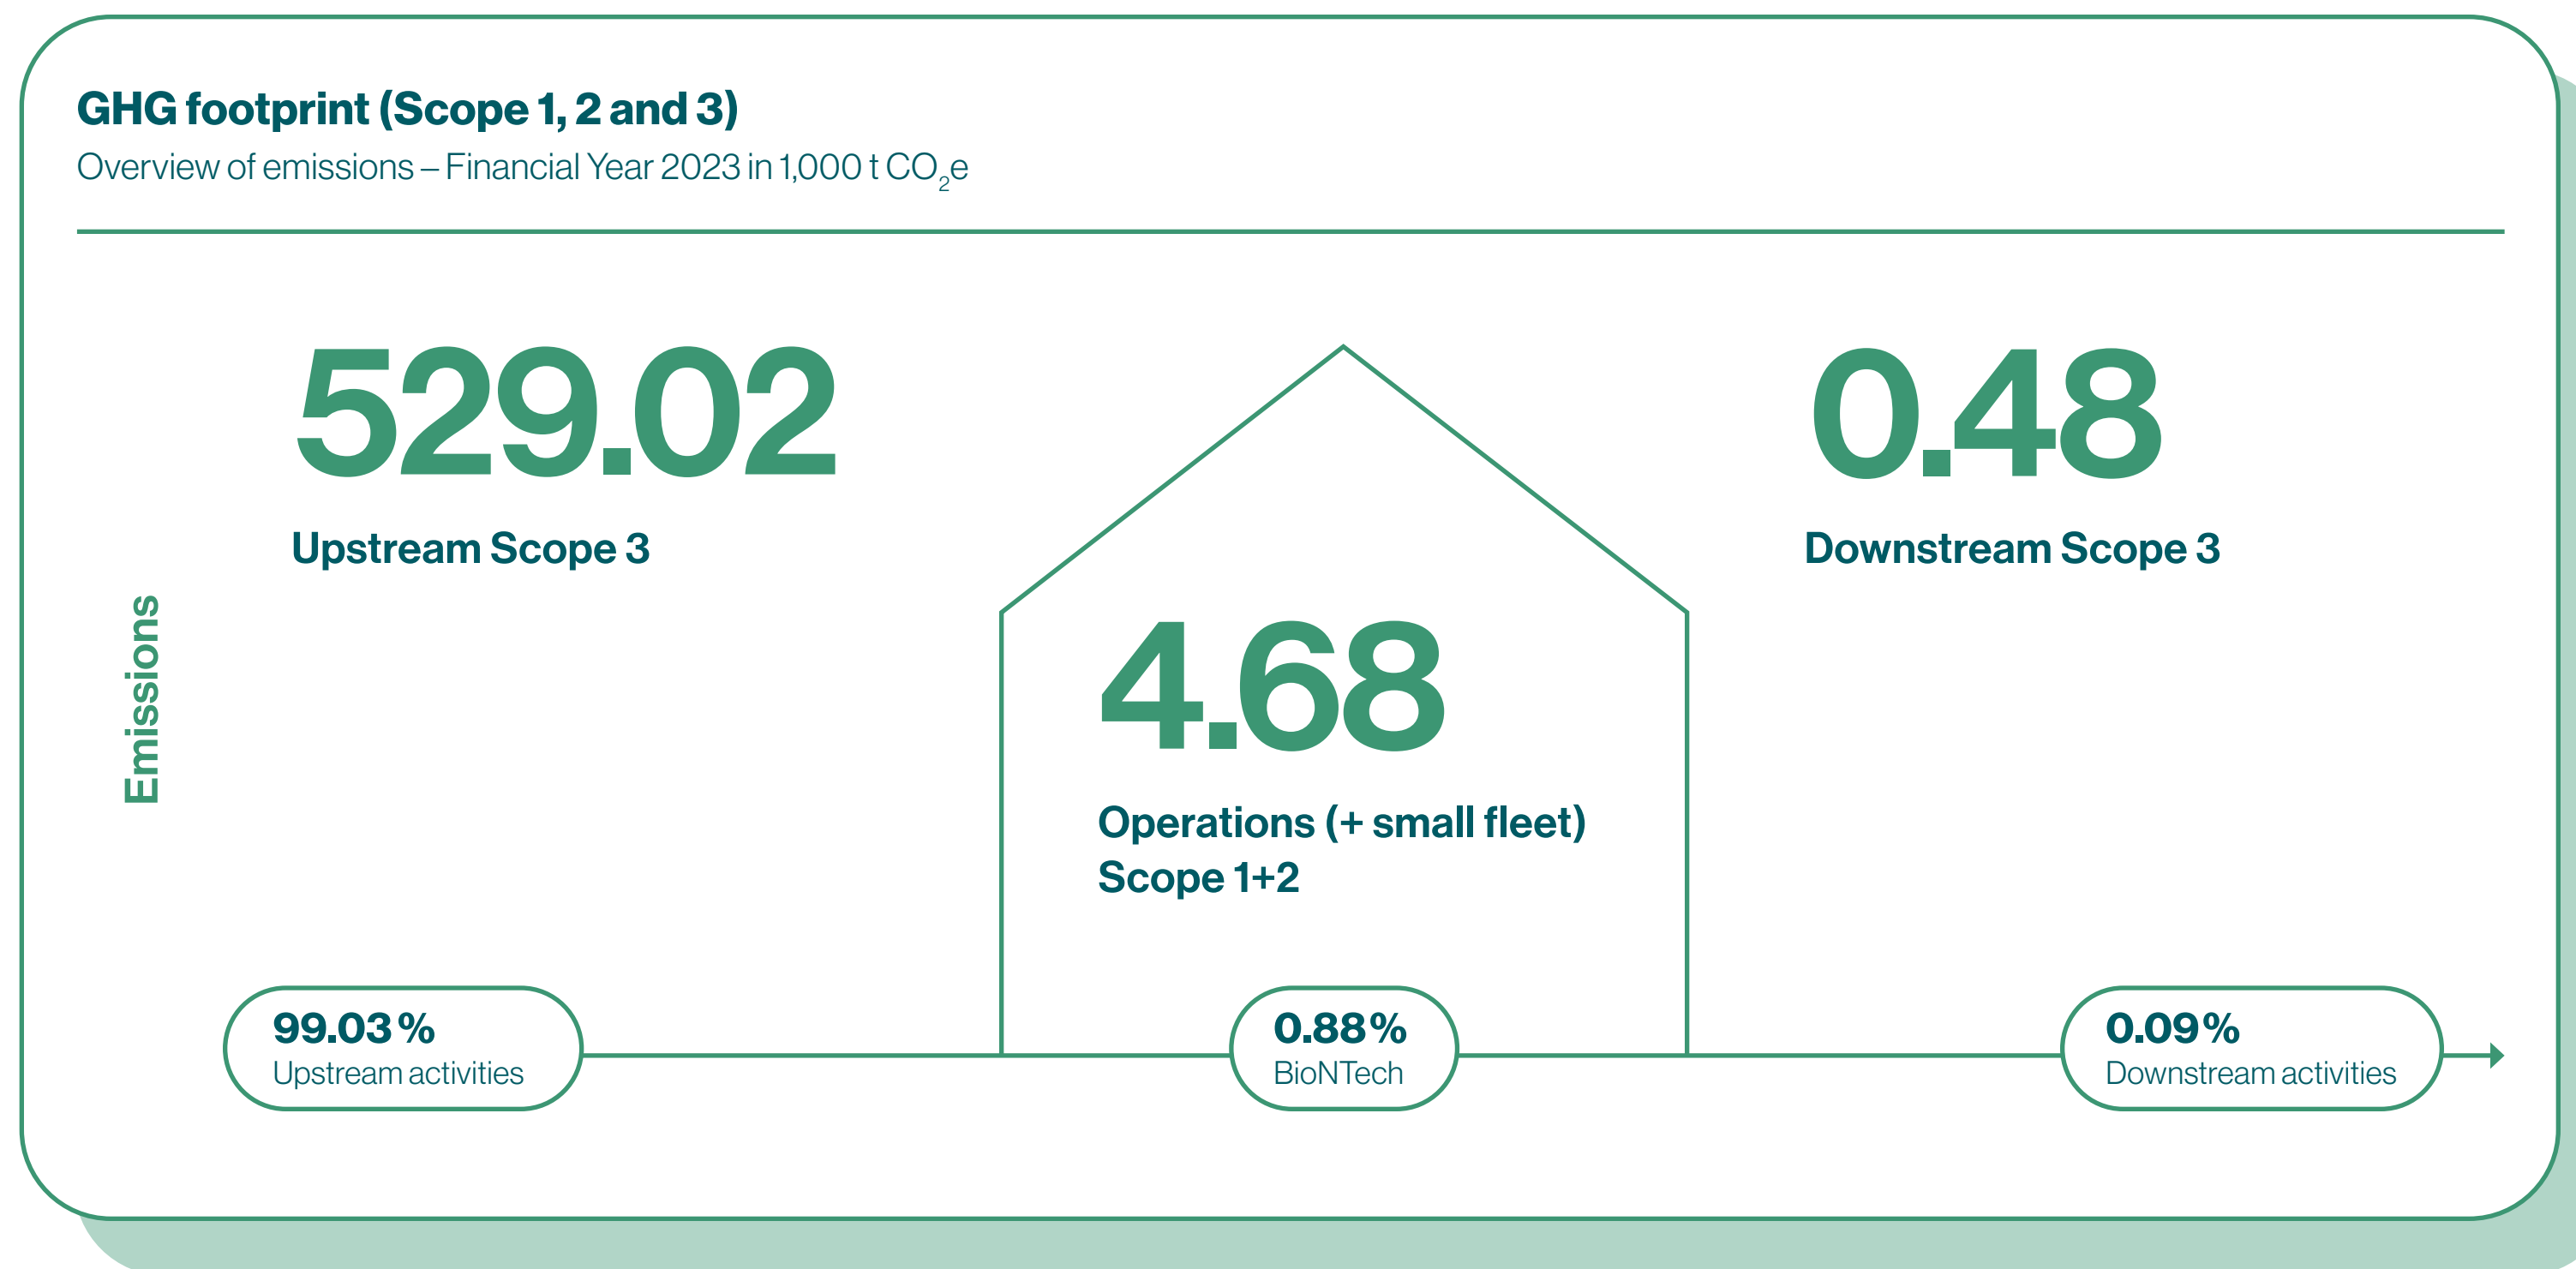 GHG footprint (Scope 1, 2 and 3)
Overview of emissions – Financial Year 2023 in 1,000 t CO₂e
Emissions
529.02
Upstream Scope 3
4.68
Operations (+ small fleet)
Scope 1+2
0.48
Downstream Scope 3
99.03 %
Upstream activities
0.88 %
BioNTech
0.09 %
Downstream activities